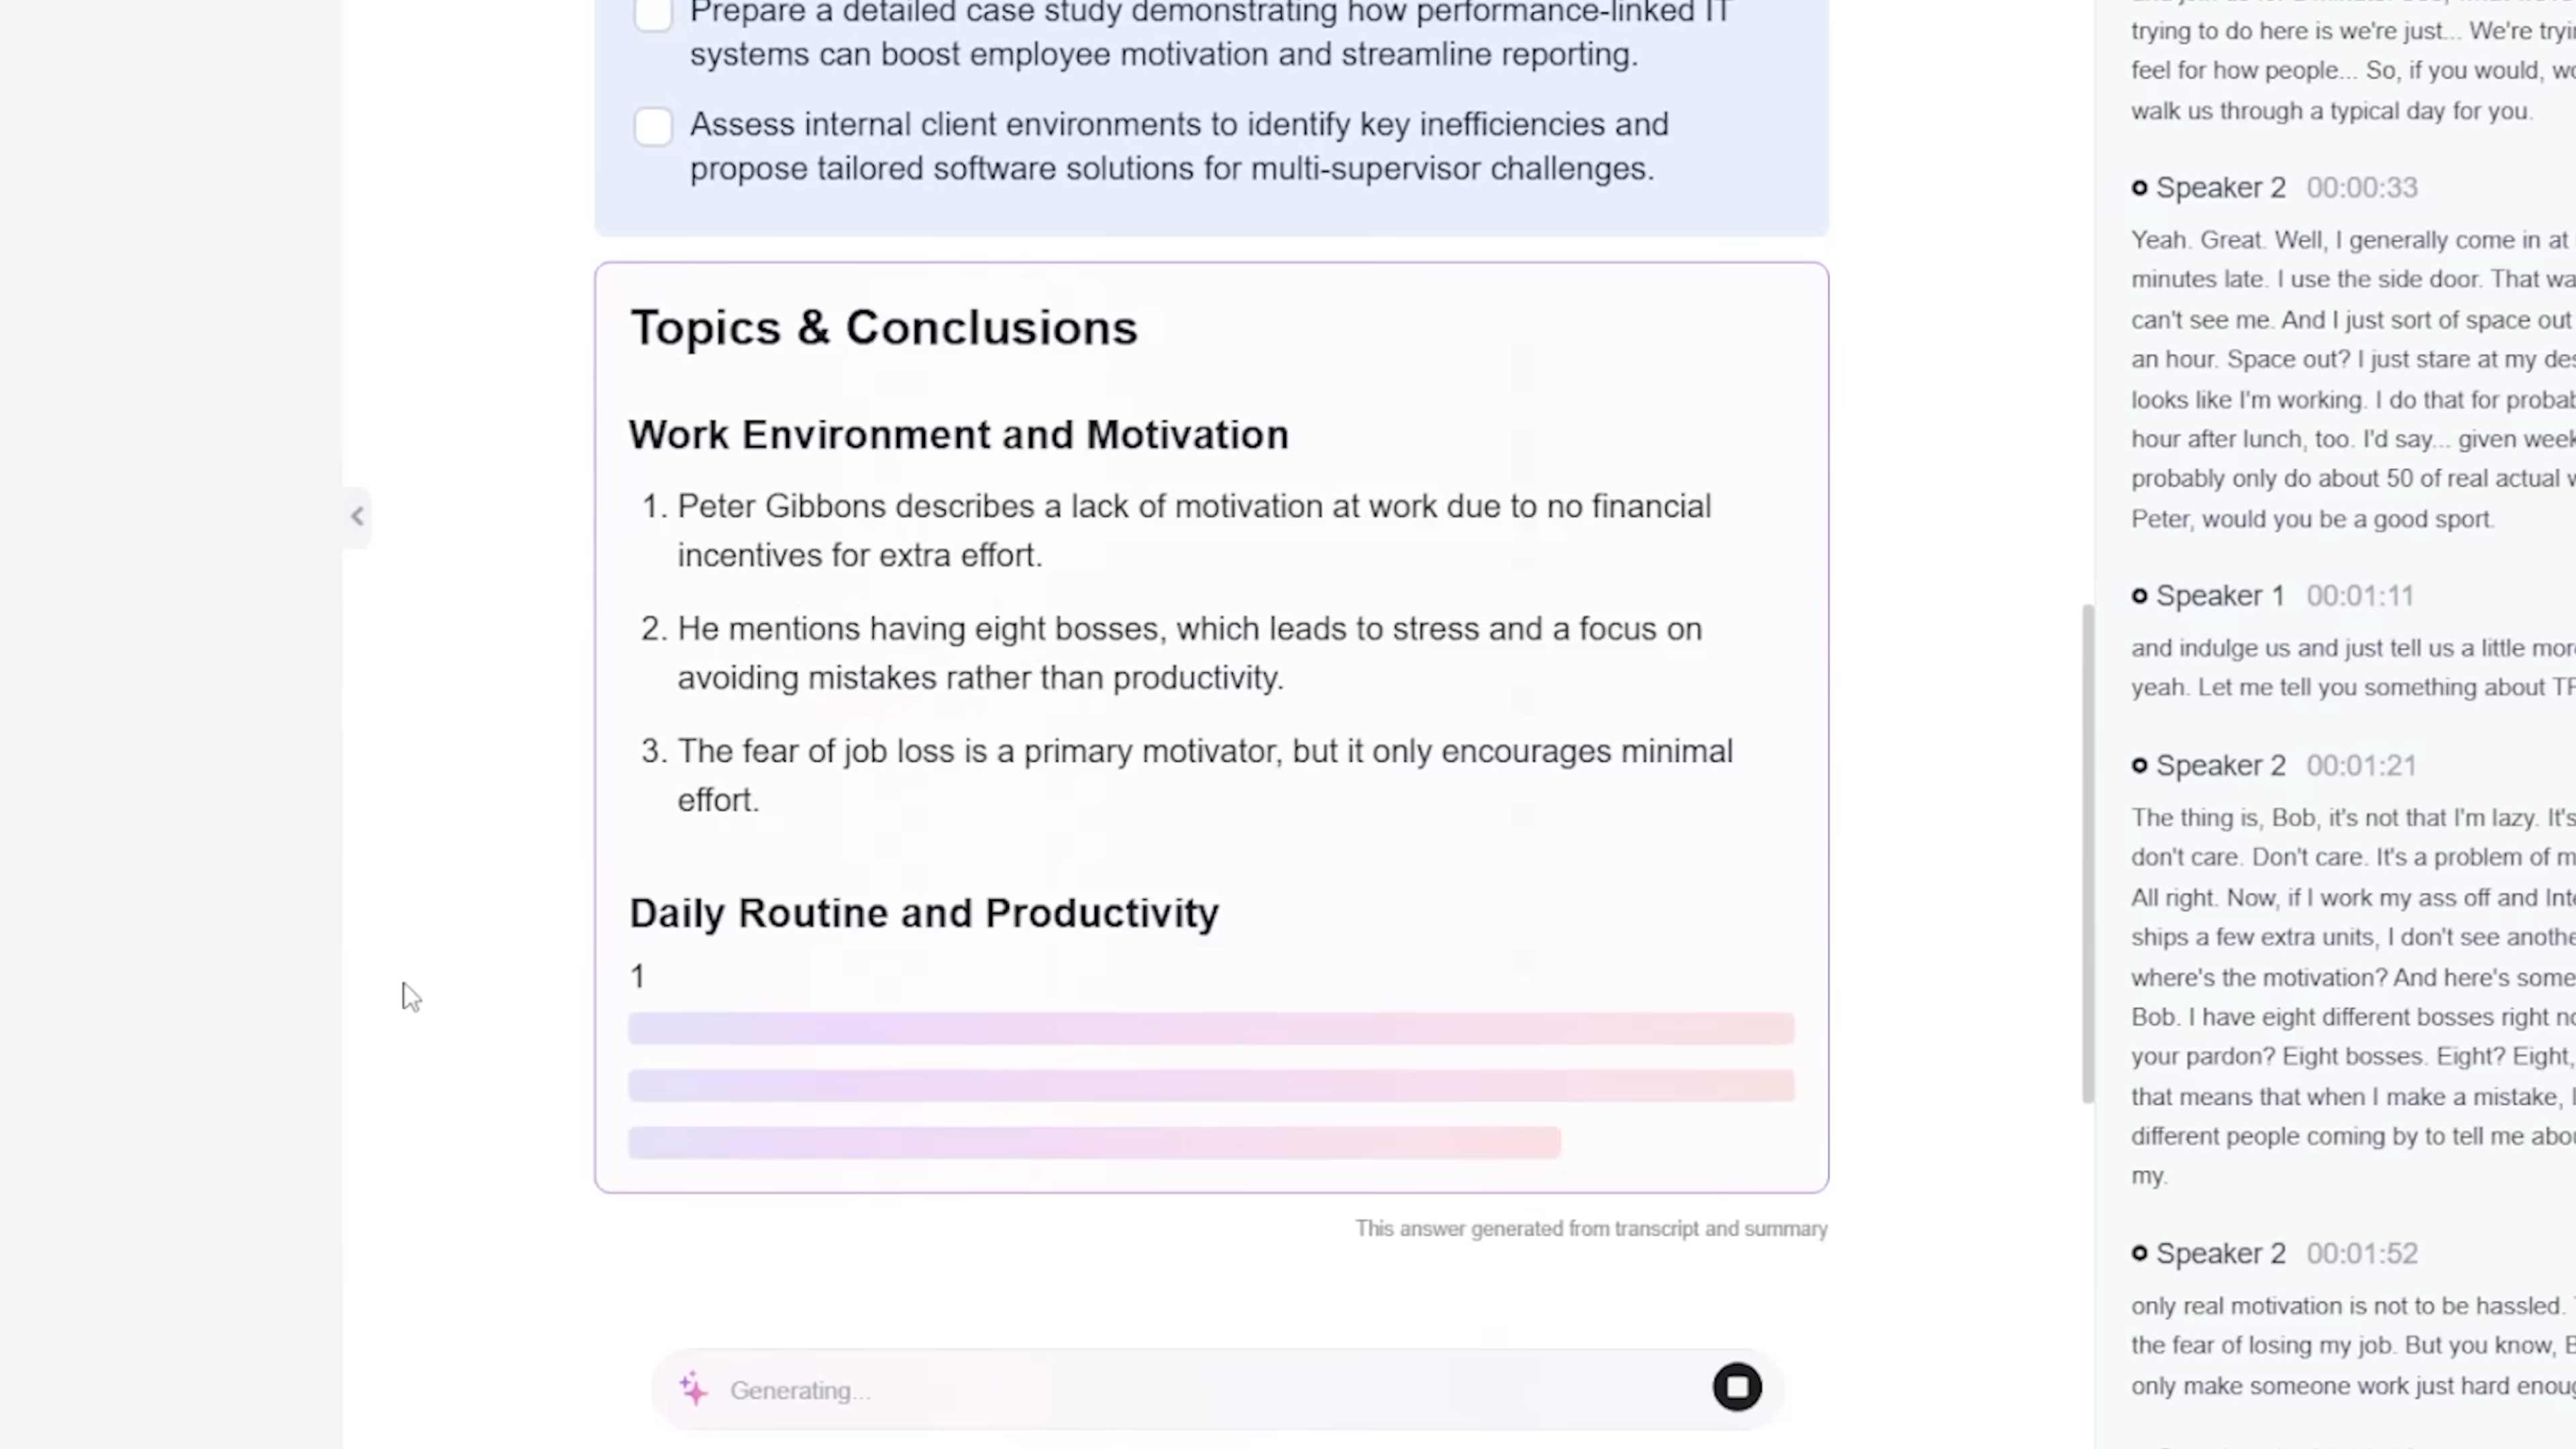 Prepare a detailed case study demonstrating how performance-linked IT
systems can boost employee motivation and streamline reporting.
Assess internal client environments to identify key inefficiencies and
propose tailored software solutions for multi-supervisor challenges.
Topics & Conclusions
Work Environment and Motivation
1. Peter Gibbons describes a lack of motivation at work due to no financial
incentives for extra effort.
2. He mentions having eight bosses, which leads to stress and a focus on
avoiding mistakes rather than productivity.
3. The fear of job loss is a primary motivator, but it only encourages minimal
effort.
Daily Routine and Productivity
1
This answer generated from transcript and summary
Generating...
trying to do here is we're just... We're
feel for how people... So, if you would,
walk us through a typical day for you.
Speaker 2 00:00:33
Yeah. Great. Well, I generally come in at
minutes late. I use the side door. That
can't see me. And I just sort of space out
an hour. Space out? I just stare at my
looks like I'm working. I do that for
hour after lunch, too. I'd say... given
probably only do about 50 of real actual
Peter, would you be a good sport.
Speaker 1 00:01:11
and indulge us and just tell us a little
yeah. Let me tell you something about
Speaker 2 00:01:21
The thing is, Bob, it's not that I'm lazy. It's
don't care. Don't care. It's a problem of
All right. Now, if I work my ass off and
ships a few extra units, I don't see
where's the motivation? And here's
Bob. I have eight different bosses right
your pardon? Eight bosses. Eight? Eight,
that means that when I make a mistake, I
different people coming by to tell me
my.
Speaker 2 00:01:52
only real motivation is not to be hassled.
the fear of losing my job. But you know,
only make someone work just hard